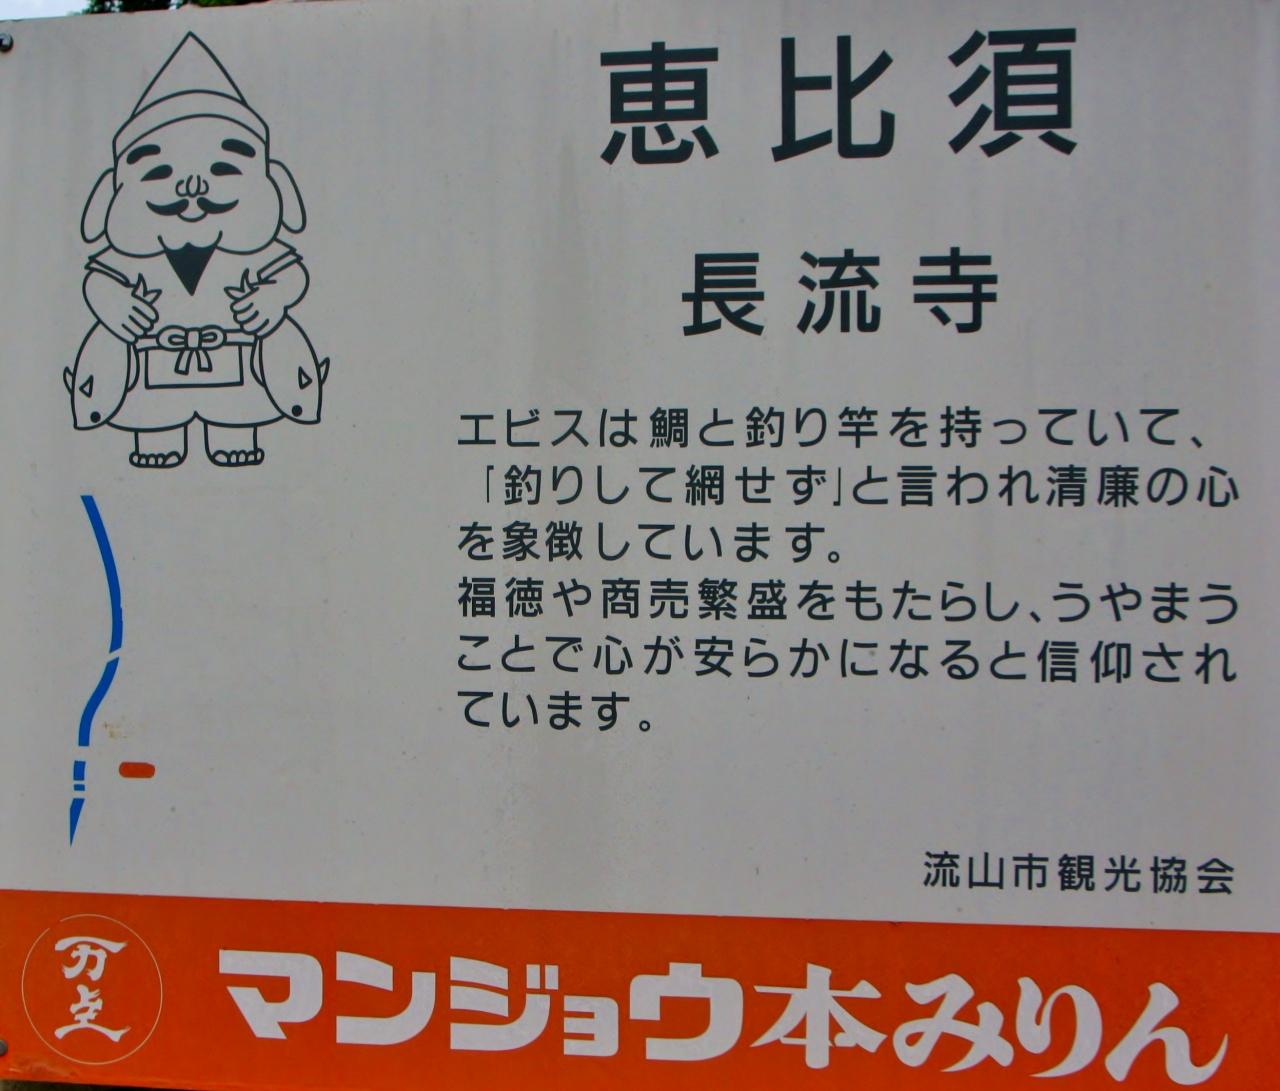 恵比須
長流寺
エビスは鯛と釣り竿を持っていて、
「釣りして網せず」と言われ清廉の心
を象徴しています。
福徳や商売繁盛をもたらし、うやまう
ことで心が安らかになると信仰され
ています。
流山市観光協会
万上
マンジョウ本みりん